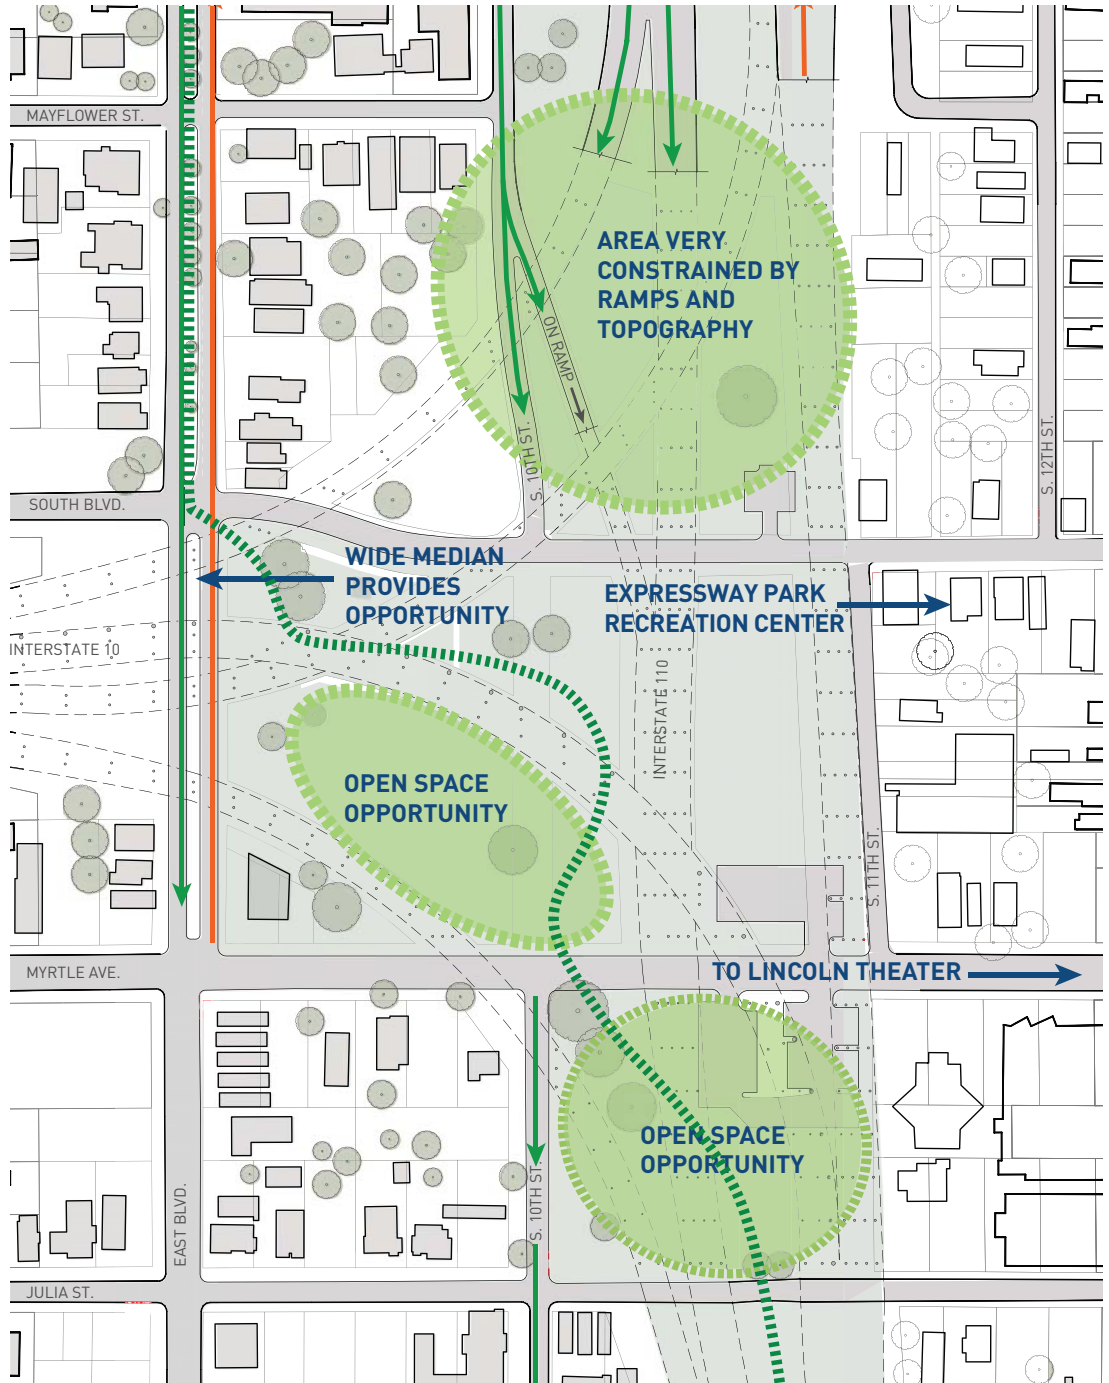 MAYFLOWER ST.
AREA VERY
CONSTRAINED BY
RAMPS AND
TOPOGRAPHY
ON RAMP
S. 10TH ST.
S. 12TH ST.
SOUTH BLVD.
WIDE MEDIAN
PROVIDES
OPPORTUNITY
EXPRESSWAY PARK
RECREATION CENTER
INTERSTATE 10
INTERSTATE 110
OPEN SPACE
OPPORTUNITY
S. 11TH ST.
MYRTLE AVE.
TO LINCOLN THEATER
OPEN SPACE
OPPORTUNITY
S. 10TH ST.
EAST BLVD.
JULIA ST.